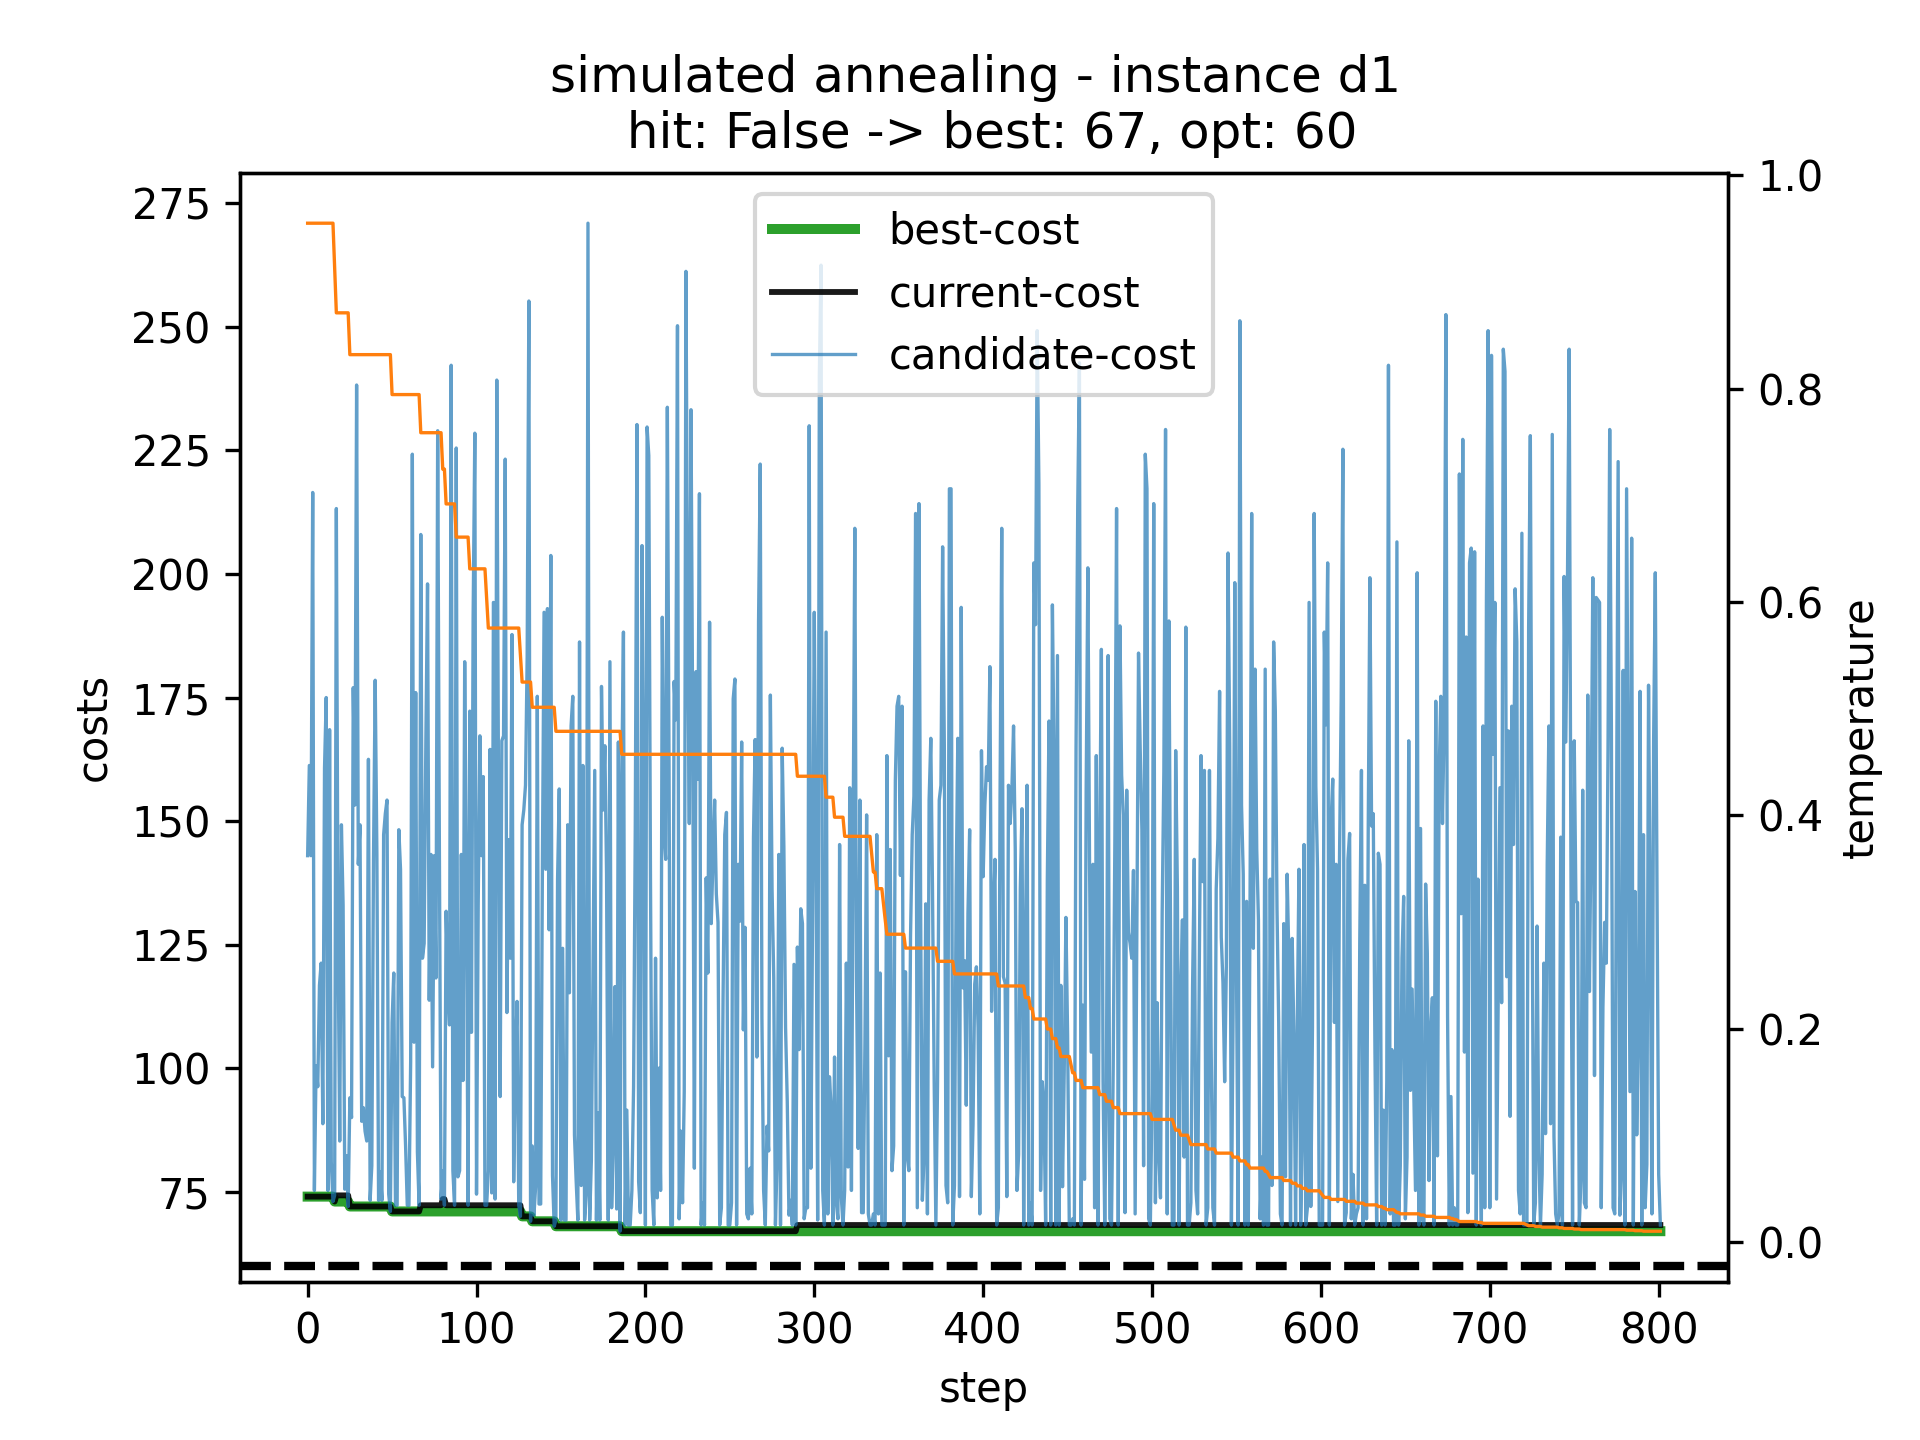 simulated annealing - instance d1
hit: False -> best: 67, opt: 60
best-cost
current-cost
candidate-cost
275
250
225
200
175
150
125
100
75
costs
1.0
0.8
0.6
0.4
0.2
0.0
temperature
0 100 200 300 400 500 600 700 800
step